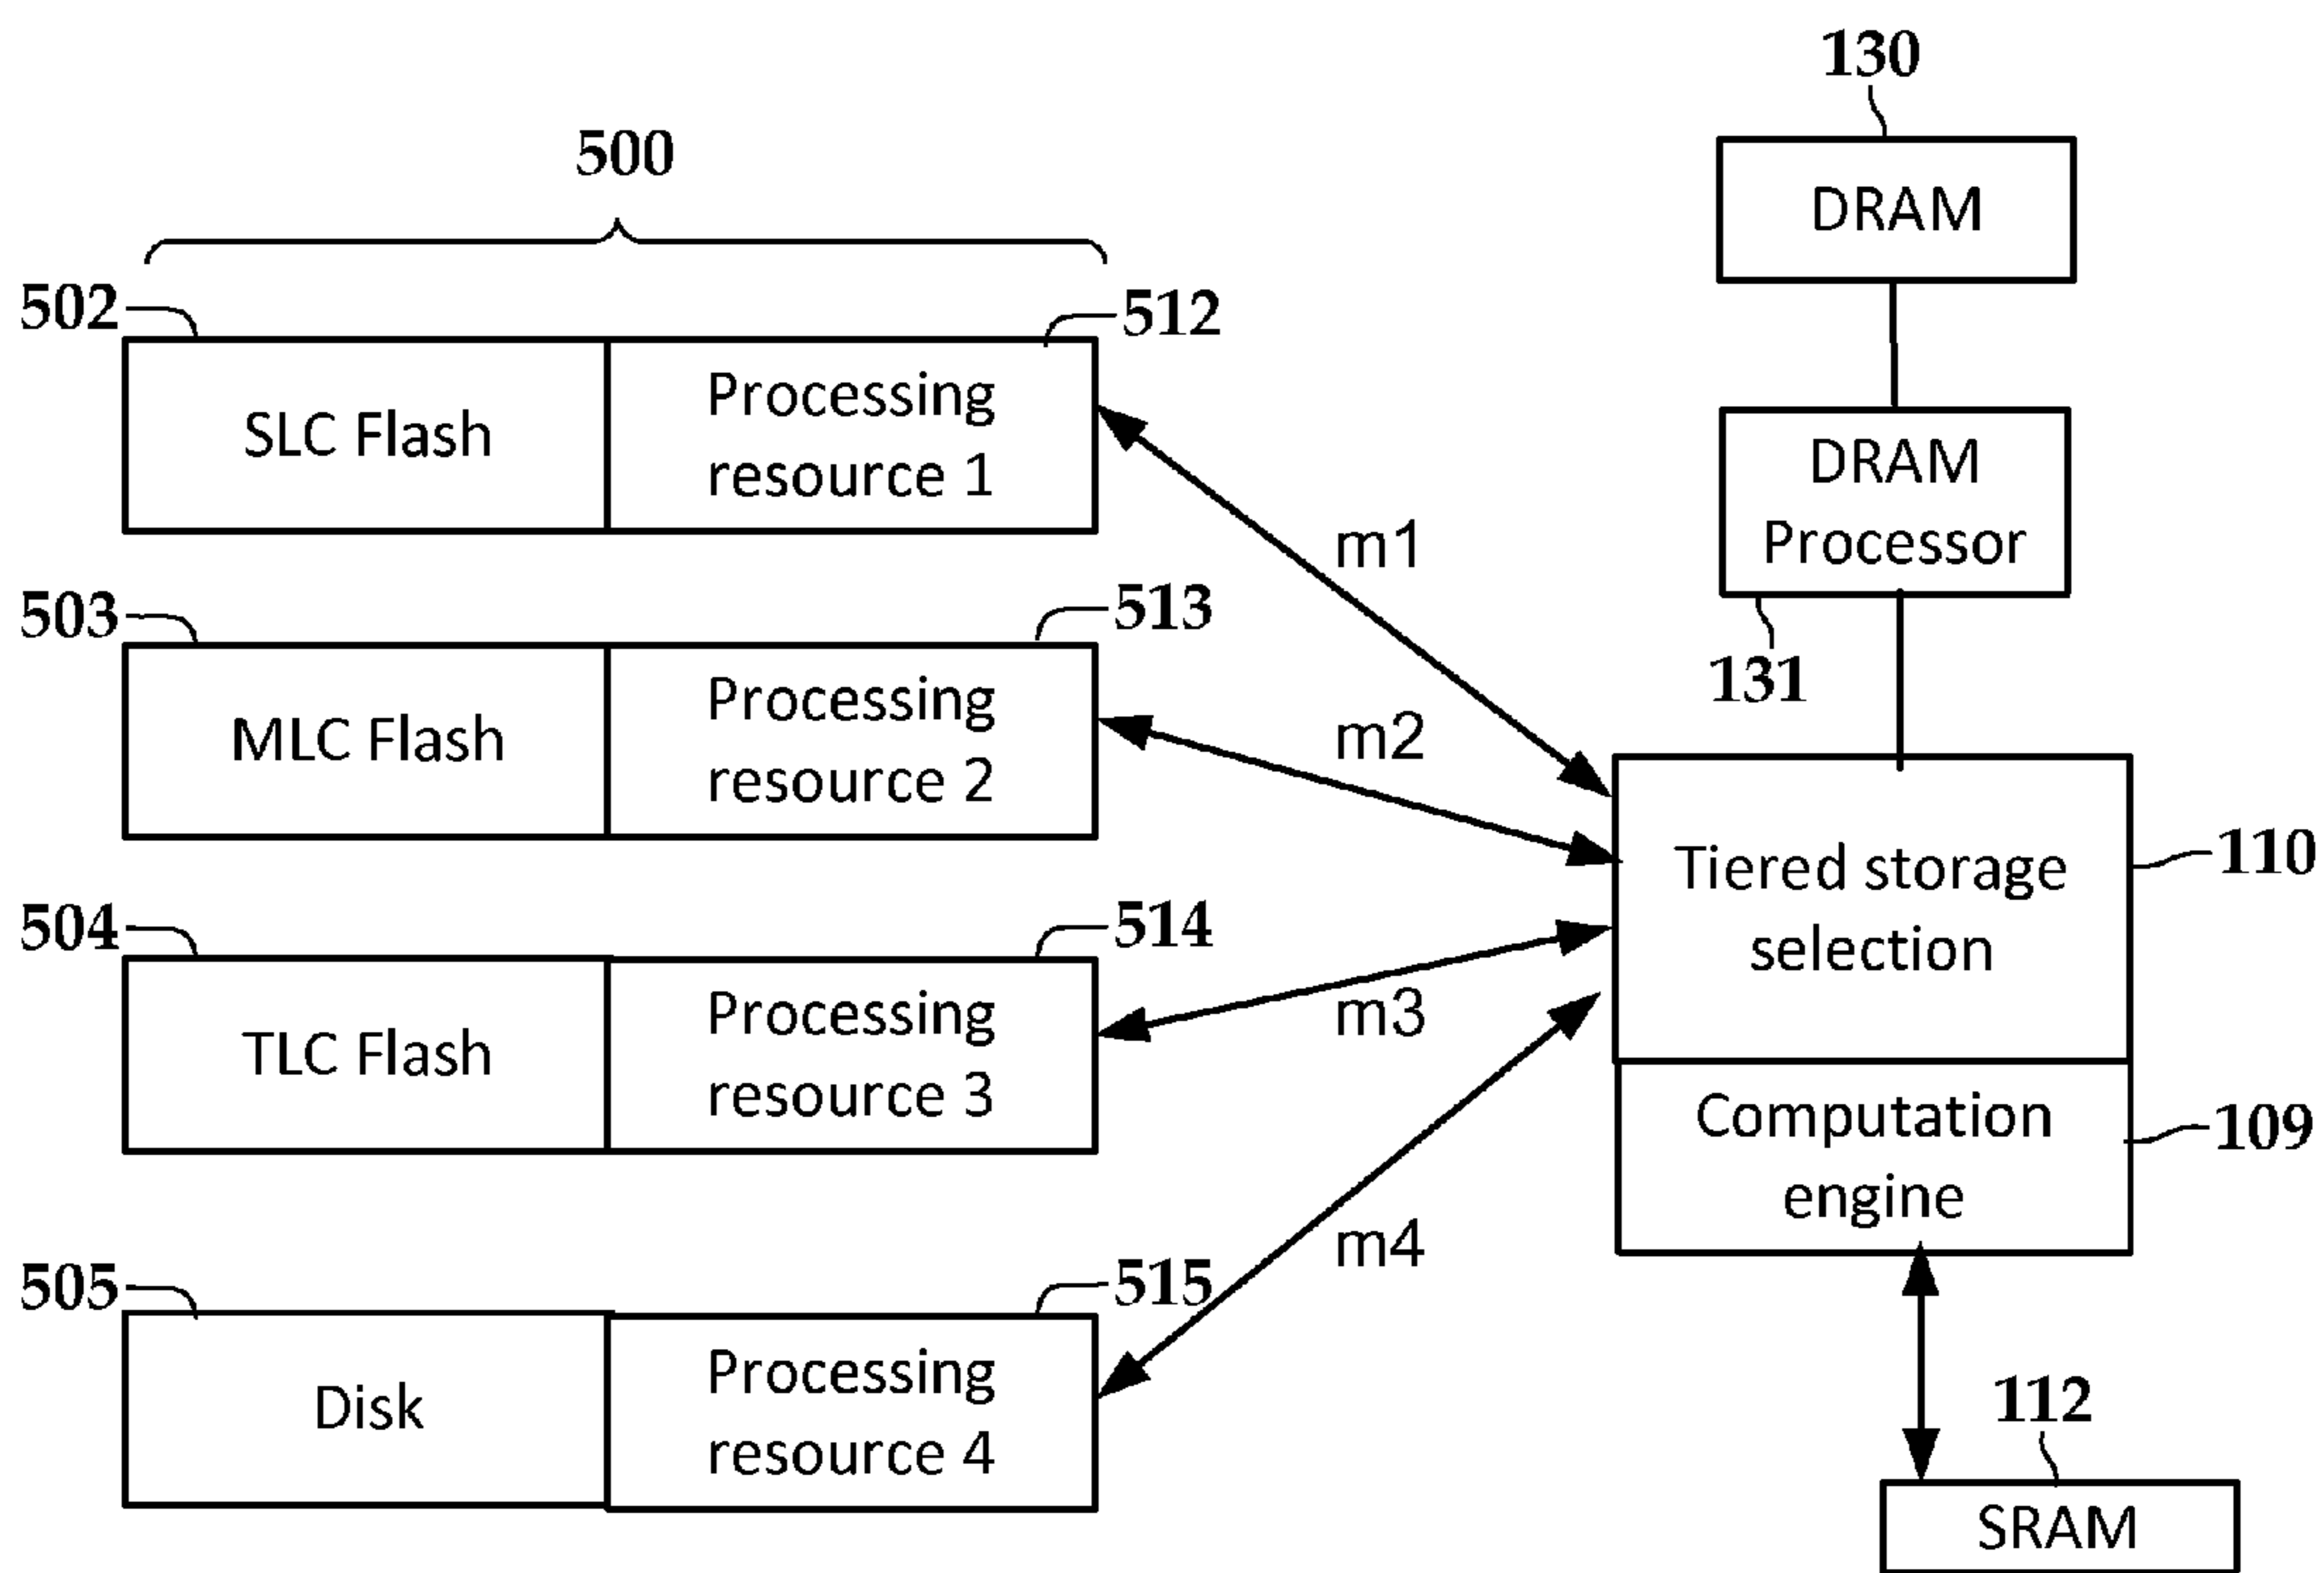 130
500
DRAM
502
512
SLC Flash
Processing
resource 1
DRAM
Processor
m1
503
513
131
MLC Flash
Processing
resource 2
m2
Tiered storage
selection
110
504
514
TLC Flash
Processing
resource 3
m3
Computation
engine
109
505
515
m4
Disk
Processing
resource 4
112
SRAM